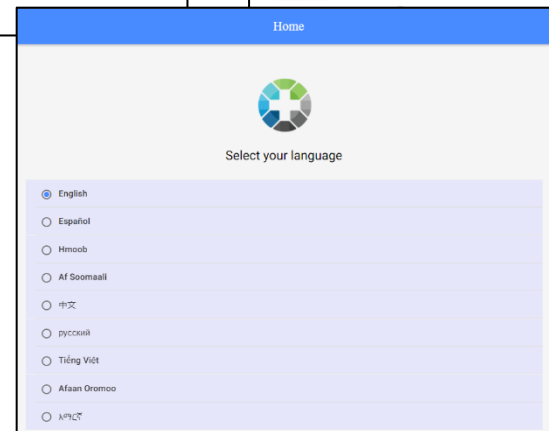 Home
Select your language
English
Español
Hmoob
Af Soomaali
中文
русский
Tiếng Việt
Afaan Oromoo
አማርኛ